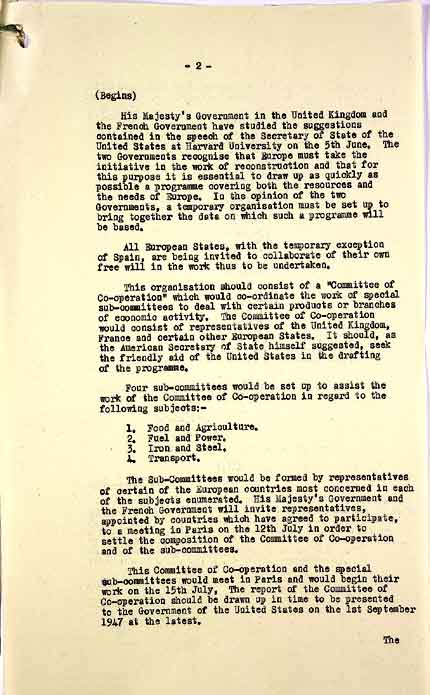 - 2 -
(Begins)
His Majesty's Government in the United Kingdom and
the French Government have studied the suggestions
contained in the speech of the Secretary of State of the
United States at Harvard University on the 5th June. The
two Governments recognise that Europe must take the
initiative in the work of reconstruction and that for
this purpose it is essential to draw up as quickly as
possible a programme covering both the resources and
the needs of Europe. In the opinion of the two
Governments, a temporary organisation must be set up to
bring together the data on which such a programme will
be based.
All European States, with the temporary exception
of Spain, are being invited to collaborate of their own
free will in the work thus to be undertaken.
This organisation should consist of a "Committee of
Co-operation" which would co-ordinate the work of special
sub-committees to deal with certain products or branches
of economic activity. The Committee of Co-operation
would consist of representatives of the United Kingdom,
France and certain other European States. It should, as
the American Secretary of State himself suggested, seek
the friendly aid of the United States in the drafting
of the programme.
Four sub-committees would be set up to assist the
work of the Committee of Co-operation in regard to the
following subjects:-
1. Food and Agriculture.
2. Fuel and Power.
3. Iron and Steel.
4. Transport.
The Sub-Committees would be formed by representatives
of certain of the European countries most concerned in each
of the subjects enumerated. His Majesty's Government and
the French Government will invite representatives,
appointed by countries which have agreed to participate,
to a meeting in Paris on the 12th July in order to
settle the composition of the Committee of Co-operation
and of the sub-committees.
This Committee of Co-operation and the special
sub-committees would meet in Paris and would begin their
work on the 15th July. The report of the Committee of
Co-operation should be drawn up in time to be presented
to the Government of the United States on the 1st September
1947 at the latest.
The